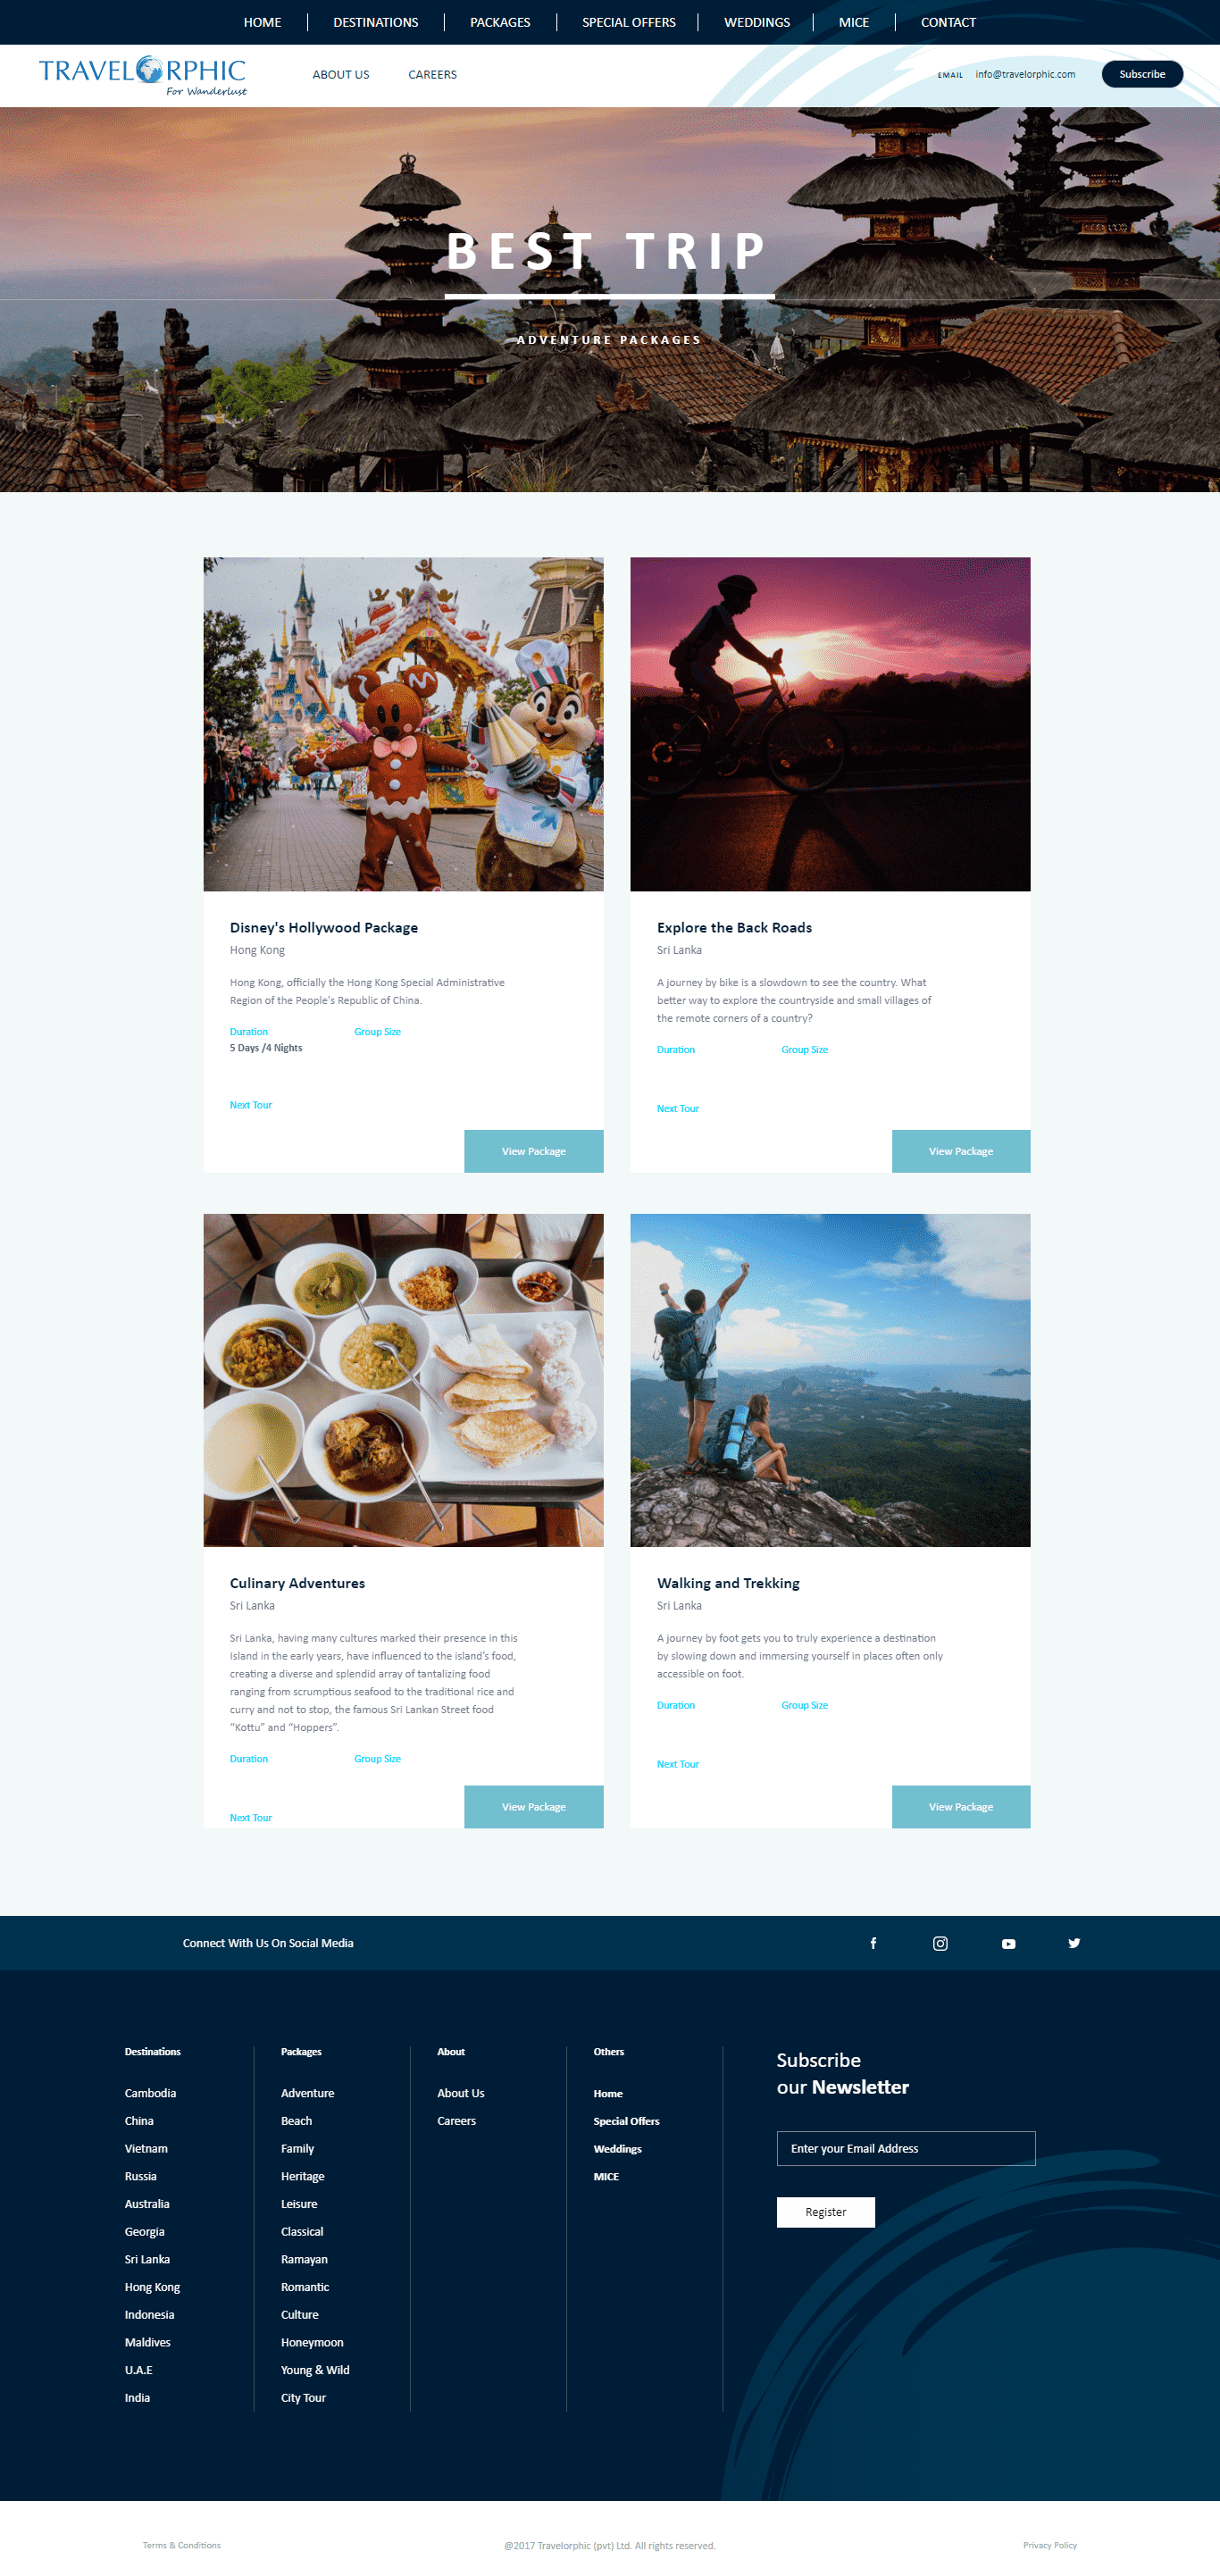 HOME DESTINATIONS PACKAGES SPECIAL OFFERS WEDDINGS MICE CONTACT
TRAVELORPHIC
For Wanderlust
ABOUT US CAREERS EMAIL info@travelorphic.com Subscribe
BEST TRIP
ADVENTURE PACKAGES
Disney's Hollywood Package
Hong Kong
Hong Kong, officially the Hong Kong Special Administrative
Region of the People's Republic of China.
Duration Group Size
5 Days /4 Nights
Next Tour
View Package
Explore the Back Roads
Sri Lanka
A journey by bike is a slowdown to see the country. What
better way to explore the countryside and small villages of
the remote corners of a country?
Duration Group Size
Next Tour
View Package
Culinary Adventures
Sri Lanka
Sri Lanka, having many cultures marked their presence in this
Island in the early years, have influenced to the island's food,
creating a diverse and splendid array of tantalizing food
ranging from scrumptious seafood to the traditional rice and
curry and not to stop, the famous Sri Lankan Street food
“Kottu” and “Hoppers”.
Duration Group Size
Next Tour
View Package
Walking and Trekking
Sri Lanka
A journey by foot gets you to truly experience a destination
by slowing down and immersing yourself in places often only
accessible on foot.
Duration Group Size
Next Tour
View Package
Connect With Us On Social Media
Destinations
Cambodia
China
Vietnam
Russia
Australia
Georgia
Sri Lanka
Hong Kong
Indonesia
Maldives
U.A.E
India
Packages
Adventure
Beach
Family
Heritage
Leisure
Classical
Ramayan
Romantic
Culture
Honeymoon
Young & Wild
City Tour
About
About Us
Careers
Others
Home
Special Offers
Weddings
MICE
Subscribe
our Newsletter
Enter your Email Address
Register
Terms & Conditions @2017 Travelorphic (pvt) Ltd. All rights reserved. Privacy Policy